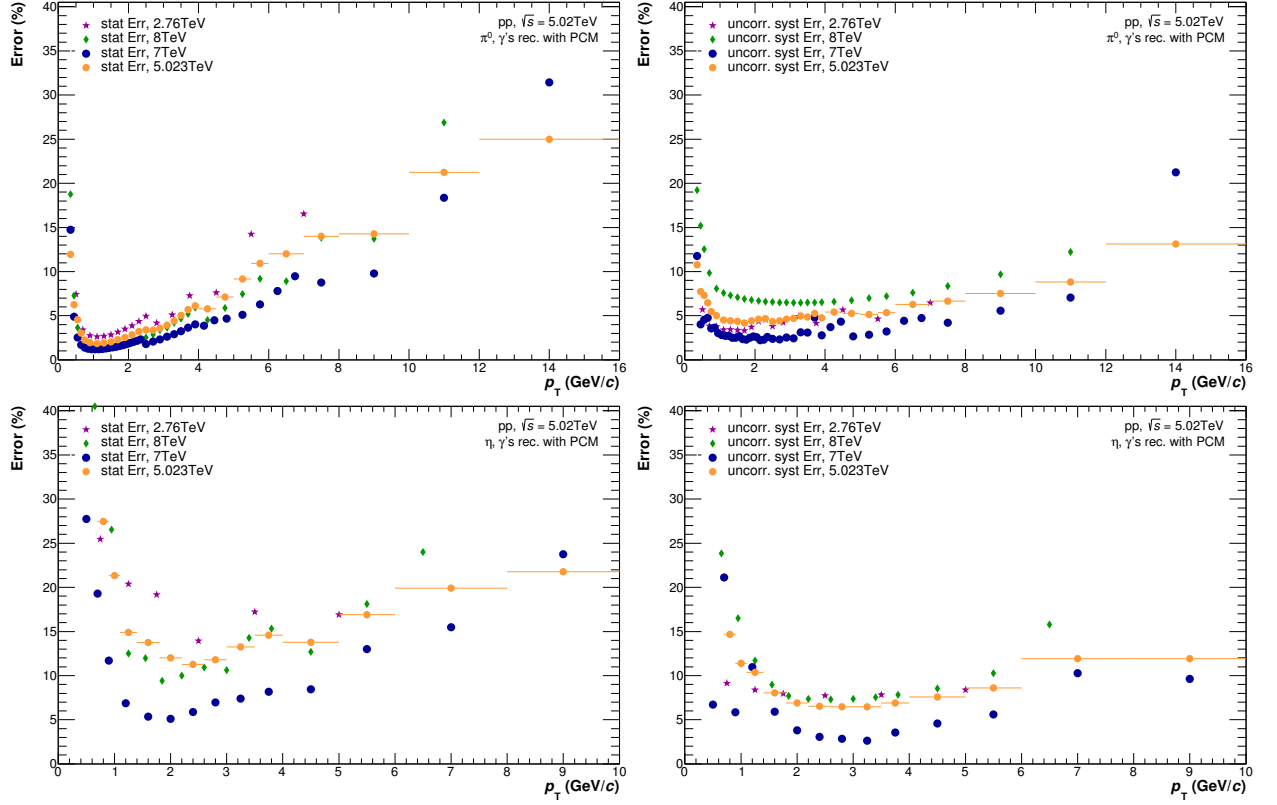 Error (%)
40
35
30
25
20
15
10
5
0
stat Err, 2.76TeV
stat Err, 8TeV
stat Err, 7TeV
stat Err, 5.023TeV
pp, √s = 5.02TeV
π⁰, γ's rec. with PCM
0 2 4 6 8 10 12 14 16
p_T (GeV/c)
Error (%)
40
35
30
25
20
15
10
5
0
uncorr. syst Err, 2.76TeV
uncorr. syst Err, 8TeV
uncorr. syst Err, 7TeV
uncorr. syst Err, 5.023TeV
pp, √s = 5.02TeV
π⁰, γ's rec. with PCM
0 2 4 6 8 10 12 14 16
p_T (GeV/c)
Error (%)
40
35
30
25
20
15
10
5
0
stat Err, 2.76TeV
stat Err, 8TeV
stat Err, 7TeV
stat Err, 5.023TeV
pp, √s = 5.02TeV
η, γ's rec. with PCM
0 1 2 3 4 5 6 7 8 9 10
p_T (GeV/c)
Error (%)
40
35
30
25
20
15
10
5
0
uncorr. syst Err, 2.76TeV
uncorr. syst Err, 8TeV
uncorr. syst Err, 7TeV
uncorr. syst Err, 5.023TeV
pp, √s = 5.02TeV
η, γ's rec. with PCM
0 1 2 3 4 5 6 7 8 9 10
p_T (GeV/c)